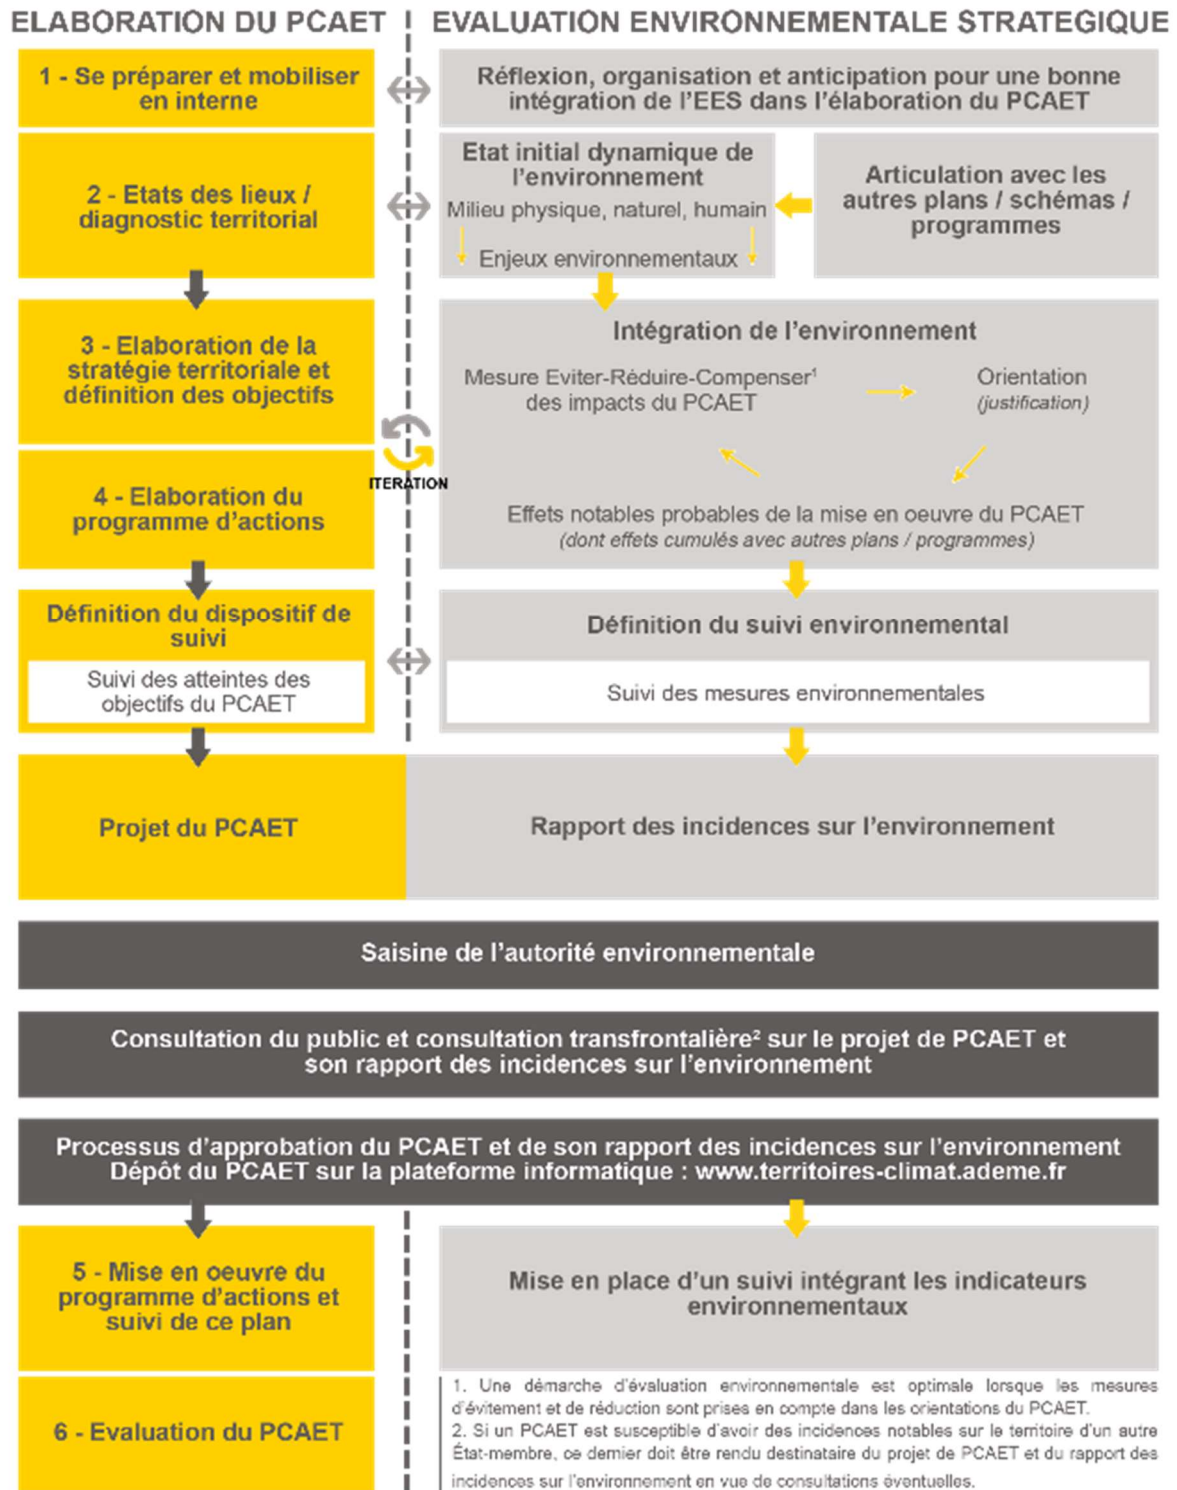 ELABORATION DU PCAET
EVALUATION ENVIRONNEMENTALE STRATEGIQUE
1 - Se préparer et mobiliser
en interne
Réflexion, organisation et anticipation pour une bonne
intégration de l'EES dans l'élaboration du PCAET
2 - Etats des lieux /
diagnostic territorial
Etat initial dynamique de
l'environnement
Milieu physique, naturel, humain
Enjeux environnementaux
Articulation avec les
autres plans / schémas /
programmes
3 - Elaboration de la
stratégie territoriale et
définition des objectifs
Intégration de l'environnement
Mesure Eviter-Réduire-Compenser¹
des impacts du PCAET
Orientation
(justification)
ITERATION
4 - Elaboration du
programme d'actions
Effets notables probables de la mise en oeuvre du PCAET
(dont effets cumulés avec autres plans / programmes)
Définition du dispositif de
suivi
Suivi des atteintes des
objectifs du PCAET
Définition du suivi environnemental
Suivi des mesures environnementales
Projet du PCAET
Rapport des incidences sur l'environnement
Saisine de l'autorité environnementale
Consultation du public et consultation transfrontalière² sur le projet de PCAET et
son rapport des incidences sur l'environnement
Processus d'approbation du PCAET et de son rapport des incidences sur l'environnement
Dépôt du PCAET sur la plateforme informatique : www.territoires-climat.ademe.fr
5 - Mise en oeuvre du
programme d'actions et
suivi de ce plan
Mise en place d'un suivi intégrant les indicateurs
environnementaux
6 - Evaluation du PCAET
1. Une démarche d'évaluation environnementale est optimale lorsque les mesures
d'évitement et de réduction sont prises en compte dans les orientations du PCAET.
2. Si un PCAET est susceptible d'avoir des incidences notables sur le territoire d'un autre
État-membre, ce dernier doit être rendu destinataire du projet de PCAET et du rapport des
incidences sur l'environnement en vue de consultations éventuelles.